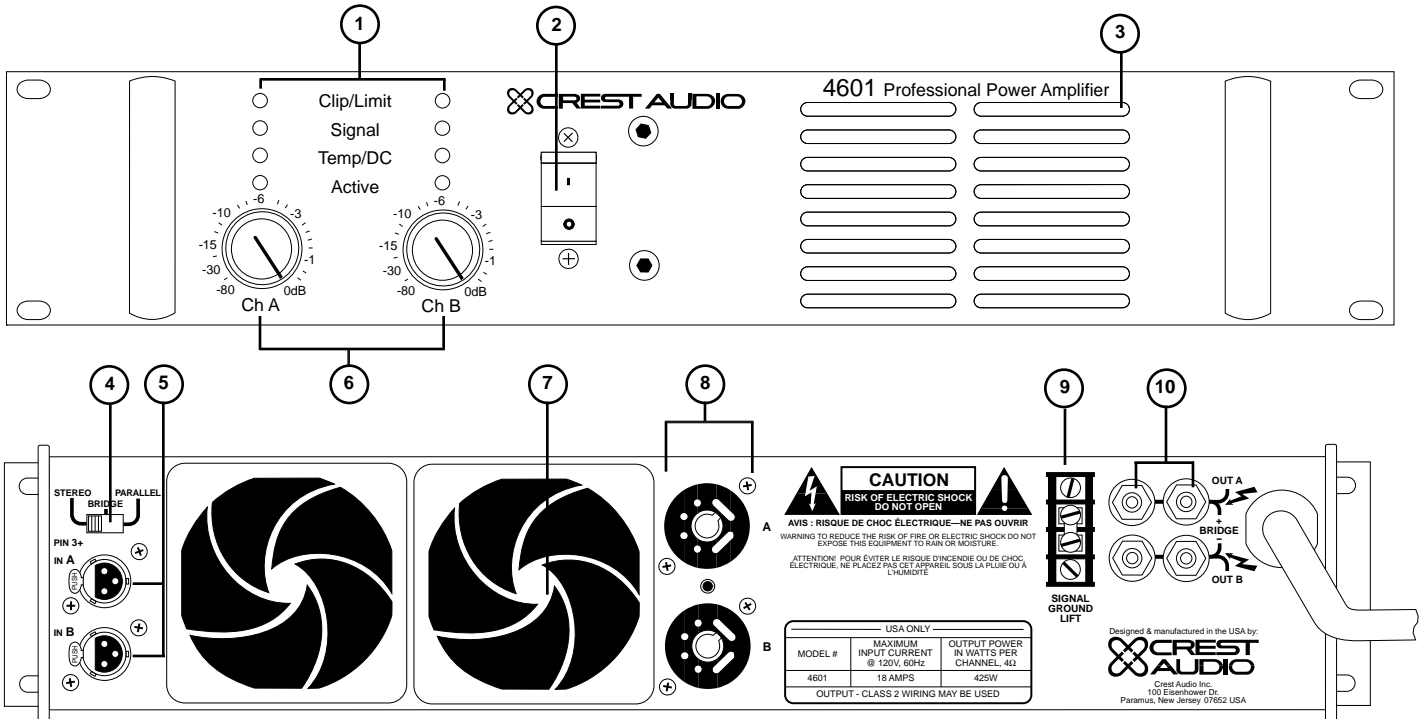 1
2
3
4601 Professional Power Amplifier
CREST AUDIO
Clip/Limit
Signal
Temp/DC
Active
-6
-10
-3
-15
-1
-30
-80
0dB
Ch A
-6
-10
-3
-15
-1
-30
-80
0dB
Ch B
6
4
5
7
8
9
10
STEREO
BRIDGE
PARALLEL
PIN 3+
IN A
PUSH
IN B
PUSH
A
B
CAUTION
RISK OF ELECTRIC SHOCK
DO NOT OPEN
AVIS : RISQUE DE CHOC ÉLECTRIQUE—NE PAS OUVRIR
WARNING TO REDUCE THE RISK OF FIRE OR ELECTRIC SHOCK DO NOT
EXPOSE THIS EQUIPMENT TO RAIN OR MOISTURE.
ATTENTION! POUR ÉVITER LE RISQUE D'INCENDIE OU DE CHOC
ÉLECTRIQUE, NE PLACEZ PAS CET APPAREIL SOUS LA PLUIE OU À
L'HUMIDITÉ
USA ONLY
MODEL #
MAXIMUM
INPUT CURRENT
@ 120V, 60Hz
OUTPUT POWER
IN WATTS PER
CHANNEL, 4Ω
4601
18 AMPS
425W
OUTPUT - CLASS 2 WIRING MAY BE USED
SIGNAL
GROUND
LIFT
OUT A
+
BRIDGE
-
OUT B
Designed & manufactured in the USA by:
CREST
AUDIO
Crest Audio Inc.
100 Eisenhower Dr.
Paramus, New Jersey 07652 USA